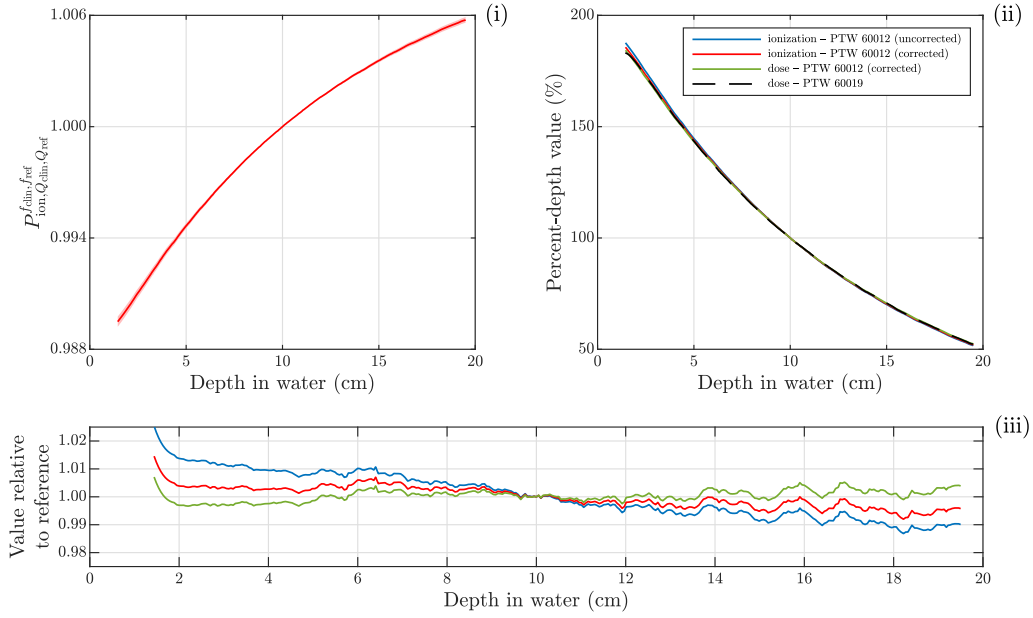 (i)
1.006
1.000
0.994
0.988
P^{f_clin,f_ref}_{ion,Q_clin,Q_ref}
0 5 10 15 20
Depth in water (cm)
(ii)
200
150
100
50
Percent-depth value (%)
ionization – PTW 60012 (uncorrected)
ionization – PTW 60012 (corrected)
dose – PTW 60012 (corrected)
dose – PTW 60019
0 5 10 15 20
Depth in water (cm)
(iii)
1.02
1.01
1.00
0.99
0.98
Value relative
to reference
0 2 4 6 8 10 12 14 16 18 20
Depth in water (cm)